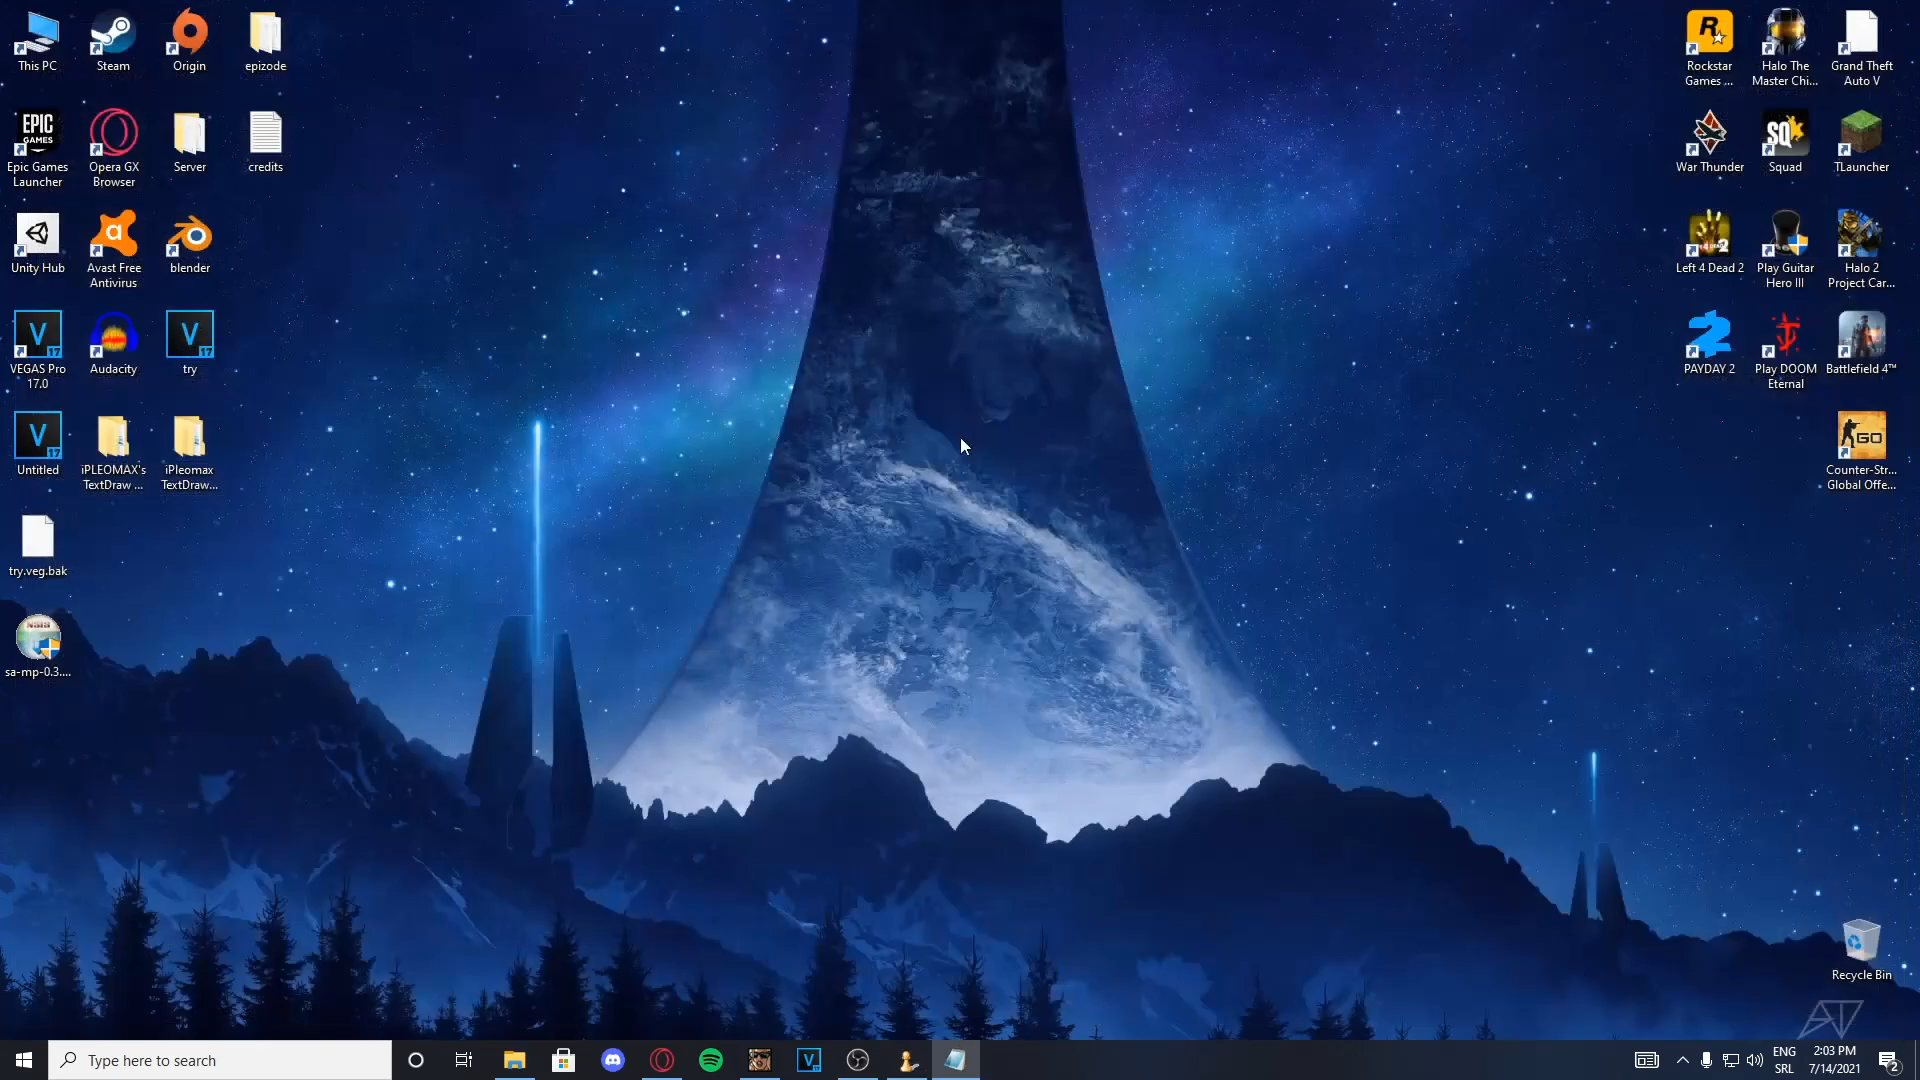 This PC
Steam
Origin
epizode
Epic Games
Launcher
Opera GX
Browser
Server
credits
Unity Hub
Avast Free
Antivirus
blender
VEGAS Pro
17.0
Audacity
try
Untitled
iPLEOMAX's
TextDraw ...
iPleomax
TextDraw...
try.veg.bak
sa-mp-0.3....
Rockstar
Games ...
Halo The
Master Chi...
Grand Theft
Auto V
War Thunder
Squad
TLauncher
Left 4 Dead 2
Play Guitar
Hero III
Halo 2
Project Car...
PAYDAY 2
Play DOOM
Eternal
Battlefield 4™
Counter-Str...
Global Offe...
Recycle Bin
Type here to search
ENG
SRL
2:03 PM
7/14/2021
2